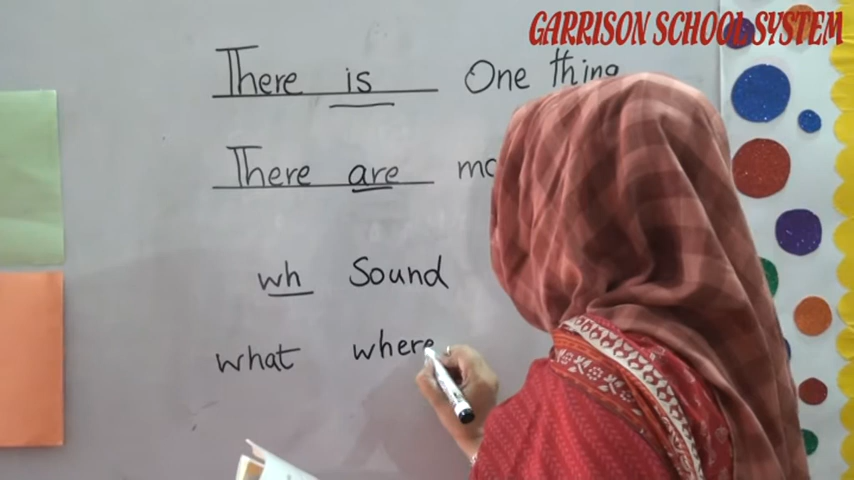 GARRISON SCHOOL SYSTEM
There is One thing
There are
wh Sound
what where